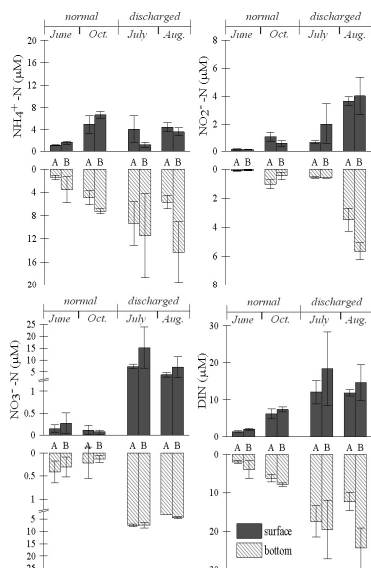 normal discharged
June Oct. July Aug.
20
16
12
8
4
0
NH4+ -N (µM)
A B A B A B A B
0
4
8
12
16
20
normal discharged
June Oct. July Aug.
8
6
4
2
0
NO2- -N (µM)
A B A B A B A B
0
2
4
6
8
normal discharged
June Oct. July Aug.
25
20
15
10
5
1
0.5
0
NO3- -N (µM)
A B A B A B A B
0
0.5
1
5
10
15
20
25
normal discharged
June Oct. July Aug.
30
20
10
0
DIN (µM)
A B A B A B A B
0
10
20
30
surface
bottom